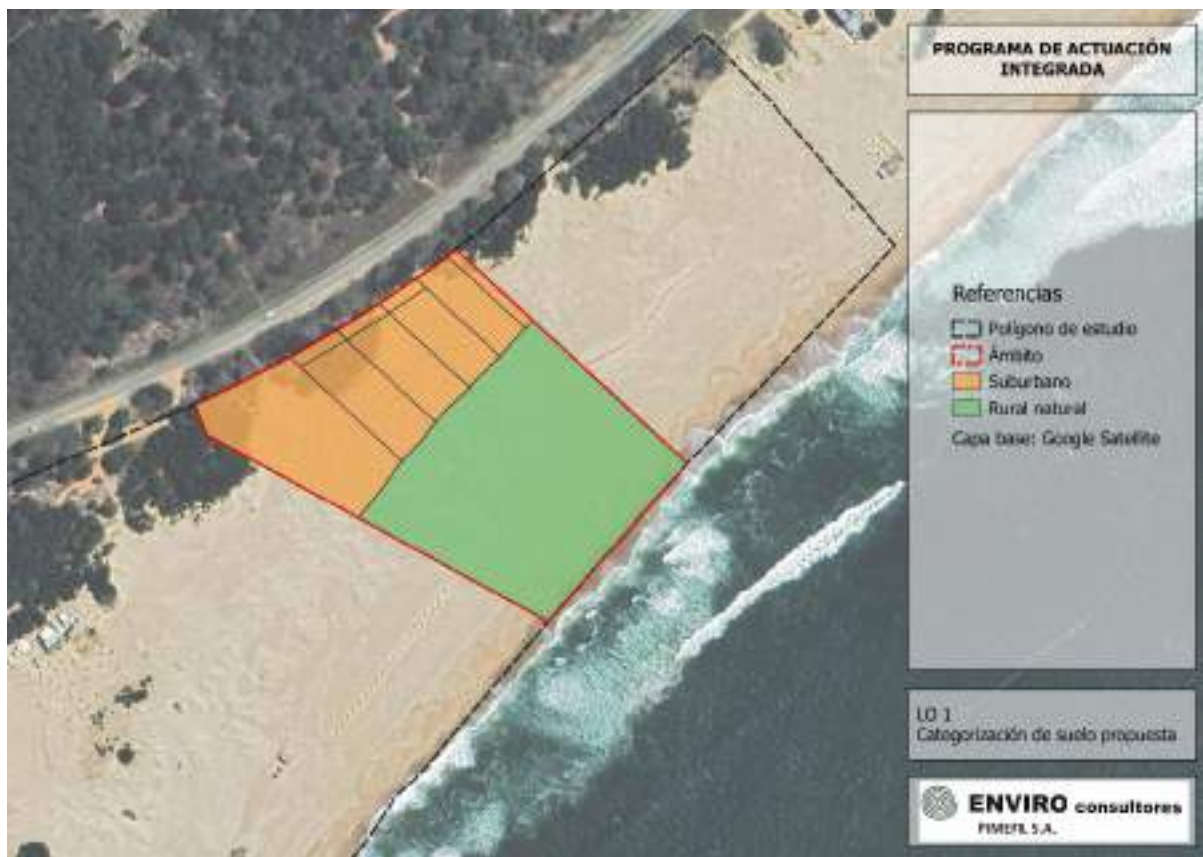 PROGRAMA DE ACTUACIÓN
INTEGRADA
Referencias
Polígono de estudio
Ámbito
Suburbano
Rural natural
Capa base: Google Satellite
LO 1
Categorización de suelo propuesta
ENVIRO consultores
PIMEFIL S.A.